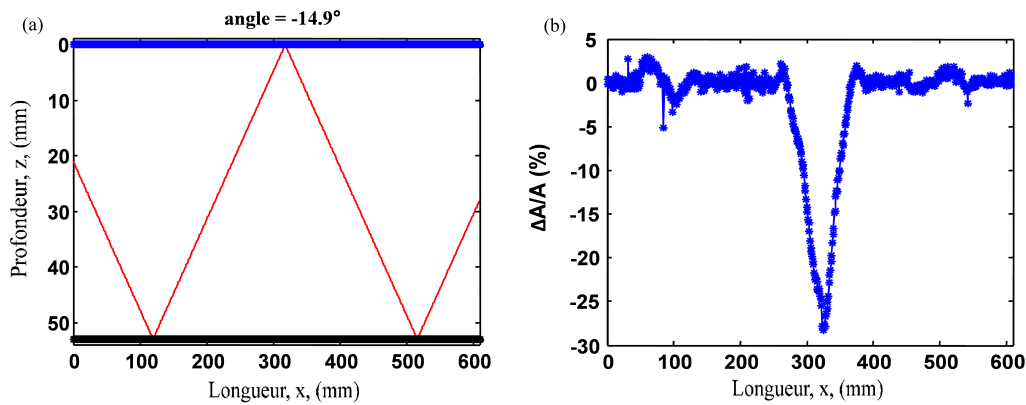 (a)
angle = -14.9°
0
10
20
30
40
50
Profondeur, z, (mm)
0 100 200 300 400 500 600
Longueur, x, (mm)
(b)
5
0
-5
-10
-15
-20
-25
-30
ΔA/A (%)
0 100 200 300 400 500 600
Longueur, x, (mm)